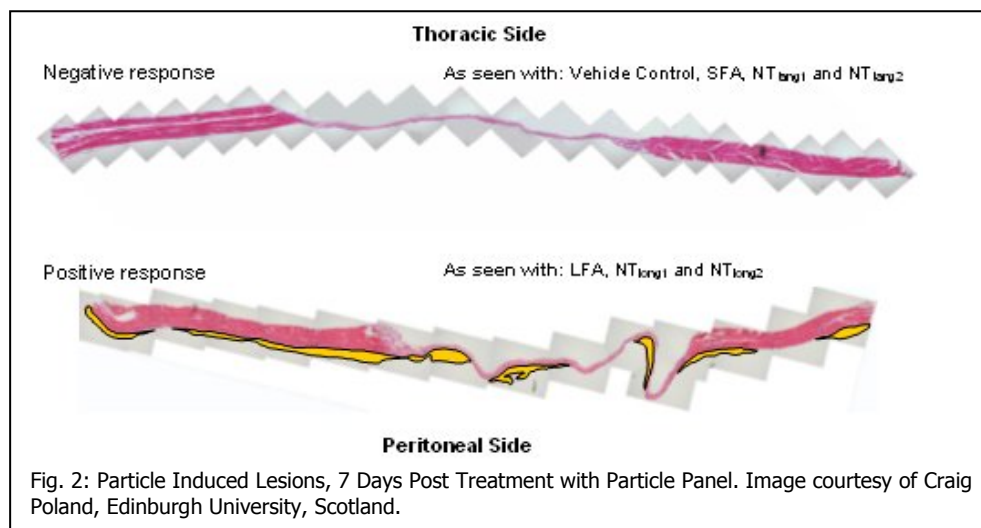 Thoracic Side
Negative response
As seen with: Vehicle Control, SFA, NTtang1 and NTtang2
Positive response
As seen with: LFA, NTlong1 and NTlong2
Peritoneal Side
Fig. 2: Particle Induced Lesions, 7 Days Post Treatment with Particle Panel. Image courtesy of Craig
Poland, Edinburgh University, Scotland.